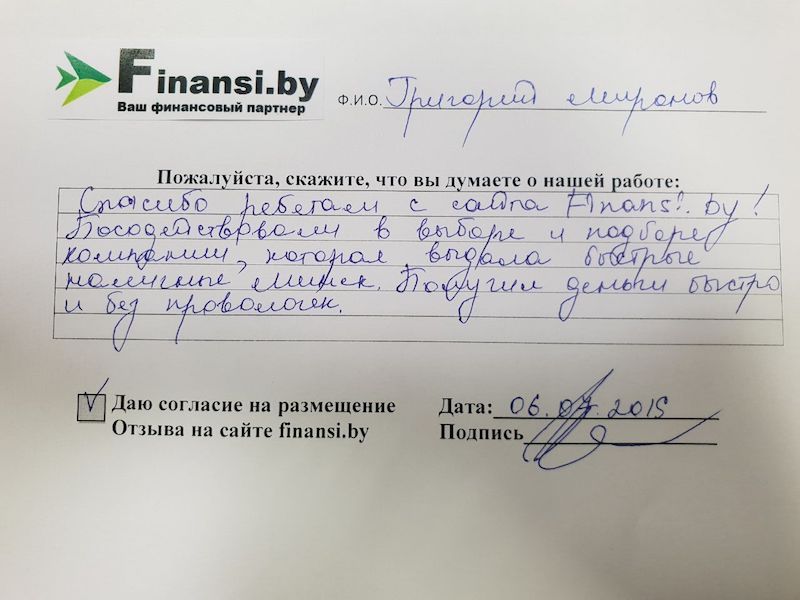 Finansi.by
Ваш финансовый партнер
Ф.И.О. Григорий Миронов
Пожалуйста, скажите, что вы думаете о нашей работе:
Спасибо ребятам с сайта Finansi.by!
Посодействовали в выборе и подборе
компании, которая выдала быстрые
наличные Минск. Получил деньги быстро
и без проволочек.
Даю согласие на размещение
Отзыва на сайте finansi.by
Дата: 06.04.2015
Подпись